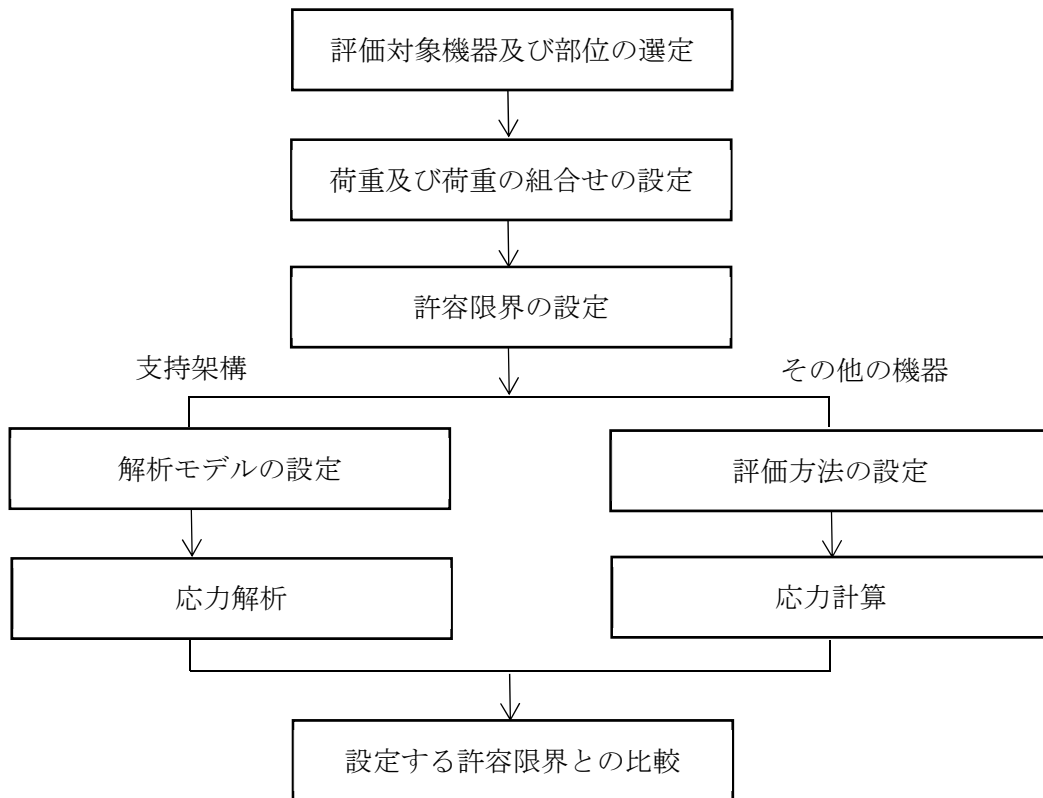 評価対象機器及び部位の選定
荷重及び荷重の組合せの設定
許容限界の設定
支持架構
その他の機器
解析モデルの設定
評価方法の設定
応力解析
応力計算
設定する許容限界との比較